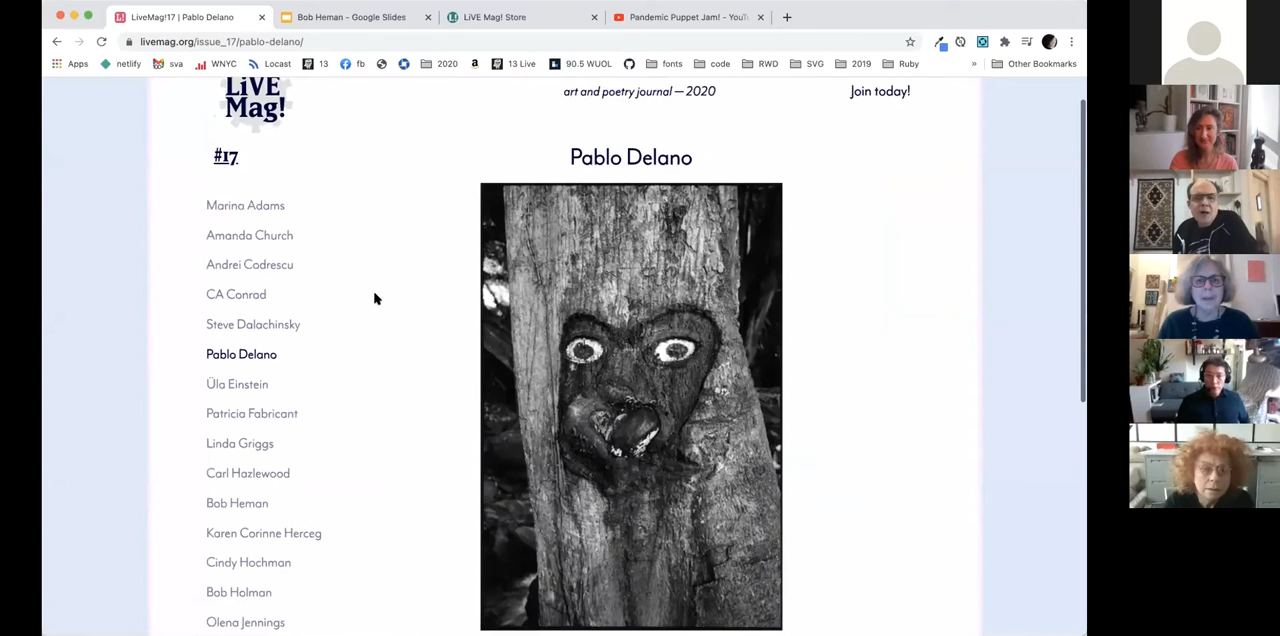 LiveMag!17 | Pablo Delano
Bob Heman - Google Slides
LiVE Mag! Store
Pandemic Puppet Jam! - YouTu
livemag.org/issue_17/pablo-delano/
Apps netlify sva WNYC Locast 13 fb 2020 13 Live 90.5 WUOL fonts code RWD SVG 2019 Ruby » Other Bookmarks
LiVE
Mag!
art and poetry journal — 2020
Join today!
#17
Pablo Delano
Marina Adams
Amanda Church
Andrei Codrescu
CA Conrad
Steve Dalachinsky
Pablo Delano
Üla Einstein
Patricia Fabricant
Linda Griggs
Carl Hazlewood
Bob Heman
Karen Corinne Herceg
Cindy Hochman
Bob Holman
Olena Jennings